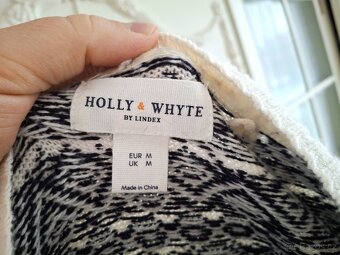 HOLLY & WHYTE
BY LINDEX
EUR M
UK M
Made in China